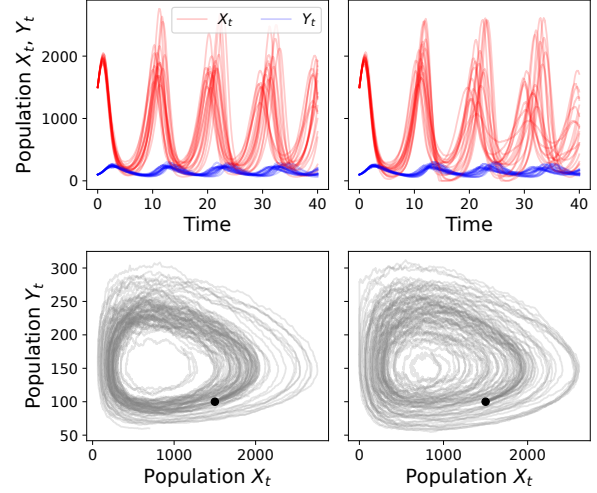 X_t Y_t
Population X_t, Y_t
2000
1000
0
0 10 20 30 40
0 10 20 30 40
Time Time
Population Y_t
300
250
200
150
100
50
0 1000 2000
0 1000 2000
Population X_t Population X_t